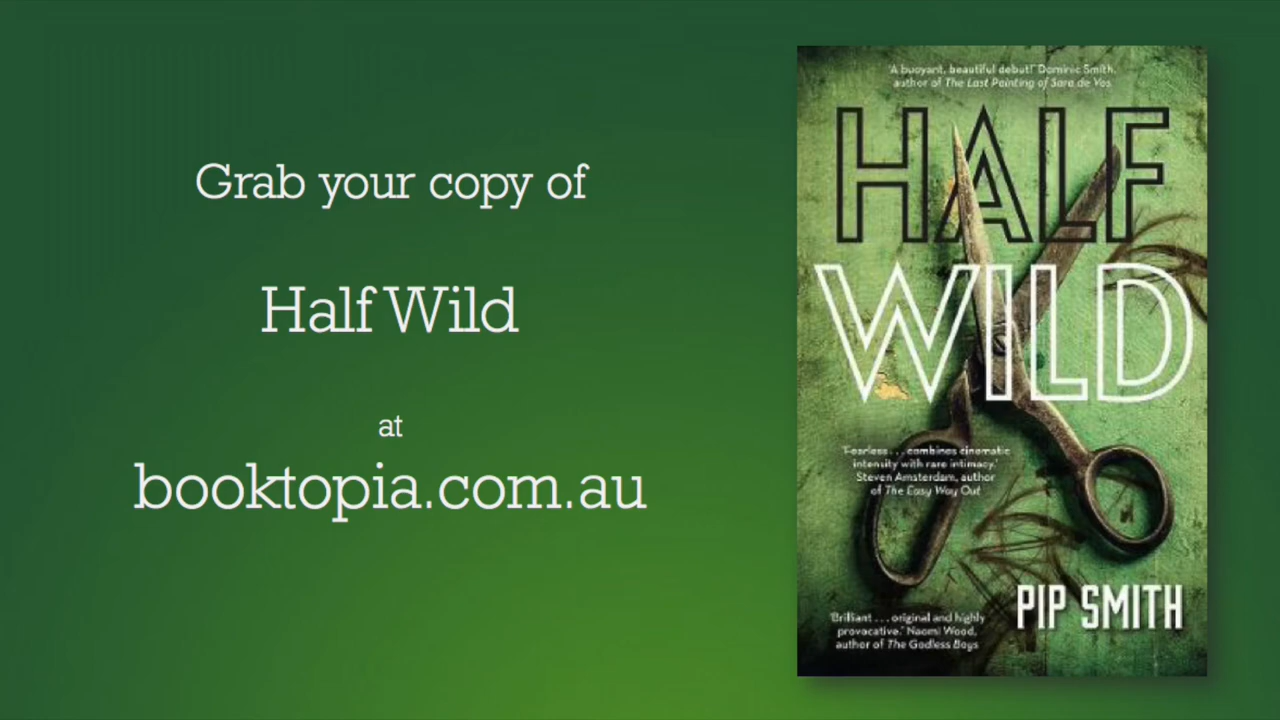 Grab your copy of
Half Wild
at
booktopia.com.au
'A buoyant, beautiful debut!' Dominic Smith,
author of The Last Painting of Sara de Vos
HALF
WILD
'Fearless . . . combines cinematic
intensity with rare intimacy.'
Steven Amsterdam, author
of The Easy Way Out
'Brilliant . . . original and highly
provocative.' Naomi Wood,
author of The Godless Boys
PIP SMITH